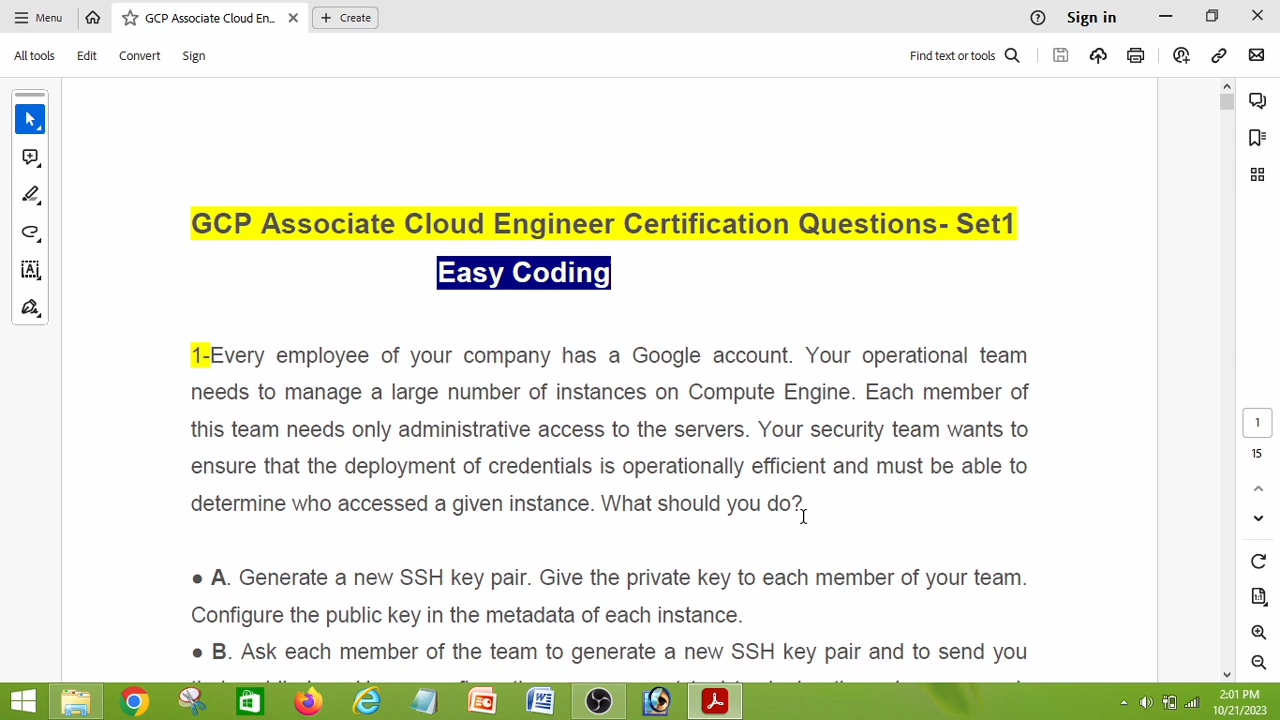 Menu
GCP Associate Cloud En...
Create
Sign in
All tools
Edit
Convert
Sign
Find text or tools
GCP Associate Cloud Engineer Certification Questions- Set1
Easy Coding
1-Every employee of your company has a Google account. Your operational team
needs to manage a large number of instances on Compute Engine. Each member of
this team needs only administrative access to the servers. Your security team wants to
ensure that the deployment of credentials is operationally efficient and must be able to
determine who accessed a given instance. What should you do?
● A. Generate a new SSH key pair. Give the private key to each member of your team.
Configure the public key in the metadata of each instance.
● B. Ask each member of the team to generate a new SSH key pair and to send you
1
15
2:01 PM
10/21/2023